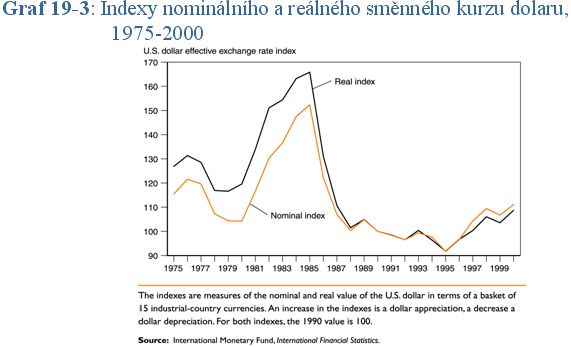 Graf 19-3: Indexy nominálního a reálného směnného kurzu dolaru,
1975-2000
U.S. dollar effective exchange rate index
170
160
150
140
130
120
110
100
90
Real index
Nominal index
1975 1977 1979 1981 1983 1985 1987 1989 1991 1993 1995 1997 1999
The indexes are measures of the nominal and real value of the U.S. dollar in terms of a basket of
15 industrial-country currencies. An increase in the indexes is a dollar appreciation, a decrease a
dollar depreciation. For both indexes, the 1990 value is 100.
Source: International Monetary Fund, International Financial Statistics.